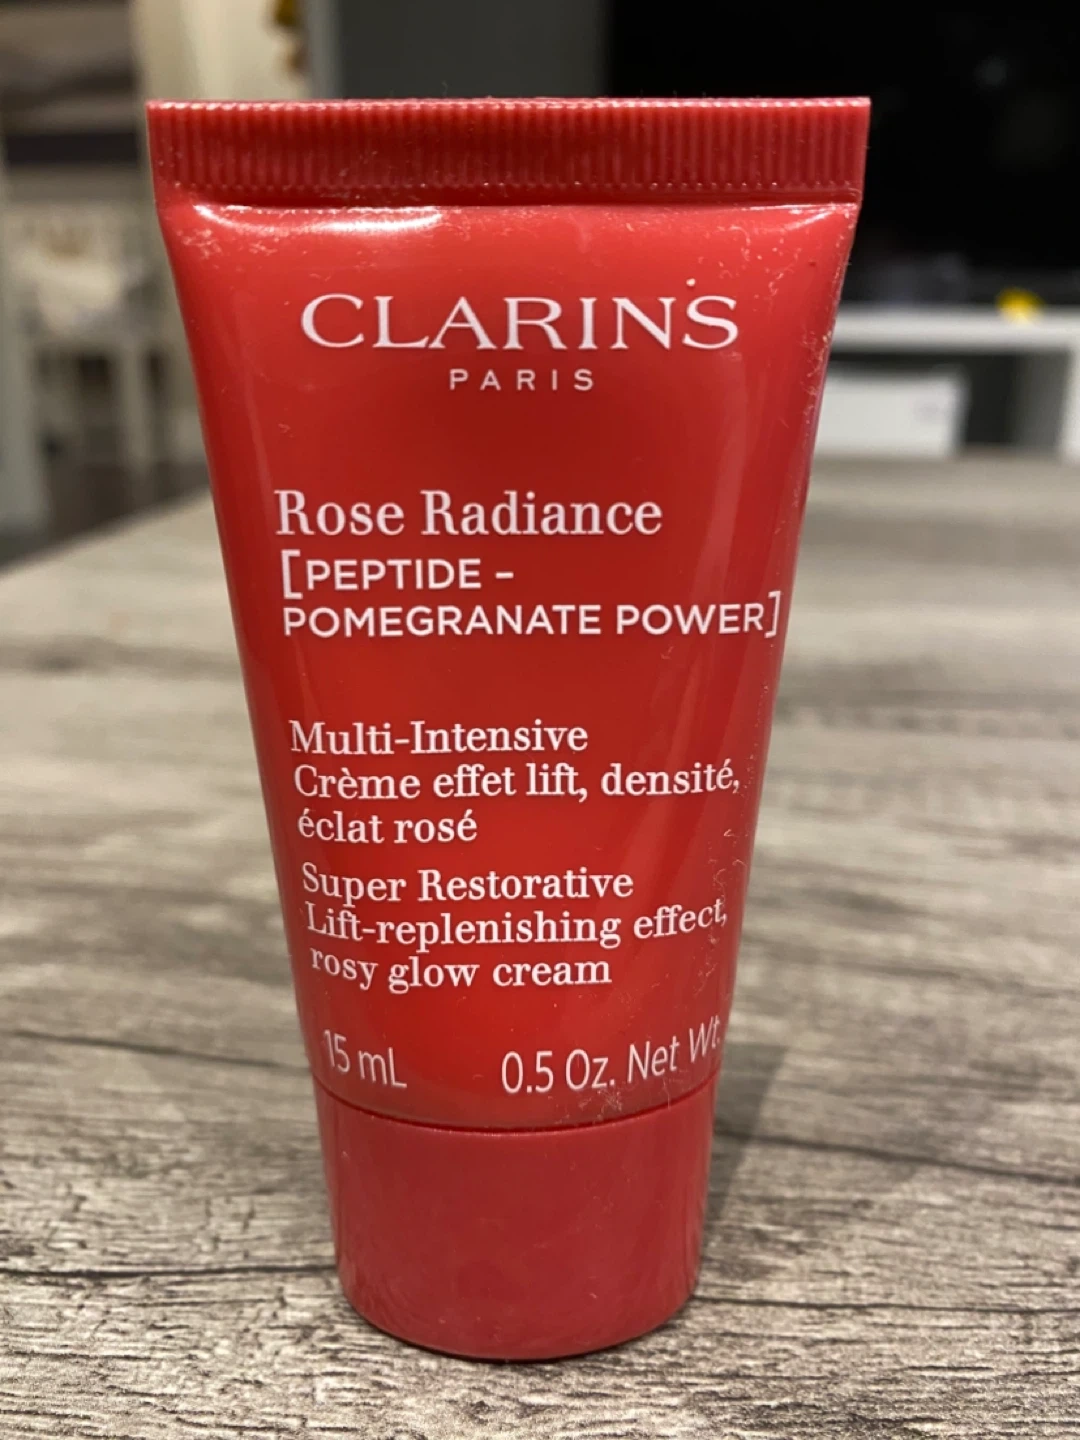 CLARINS
PARIS
Rose Radiance
[PEPTIDE -
POMEGRANATE POWER]
Multi-Intensive
Crème effet lift, densité,
éclat rosé
Super Restorative
Lift-replenishing effect,
rosy glow cream
15 mL 0.5 Oz. Net Wt.